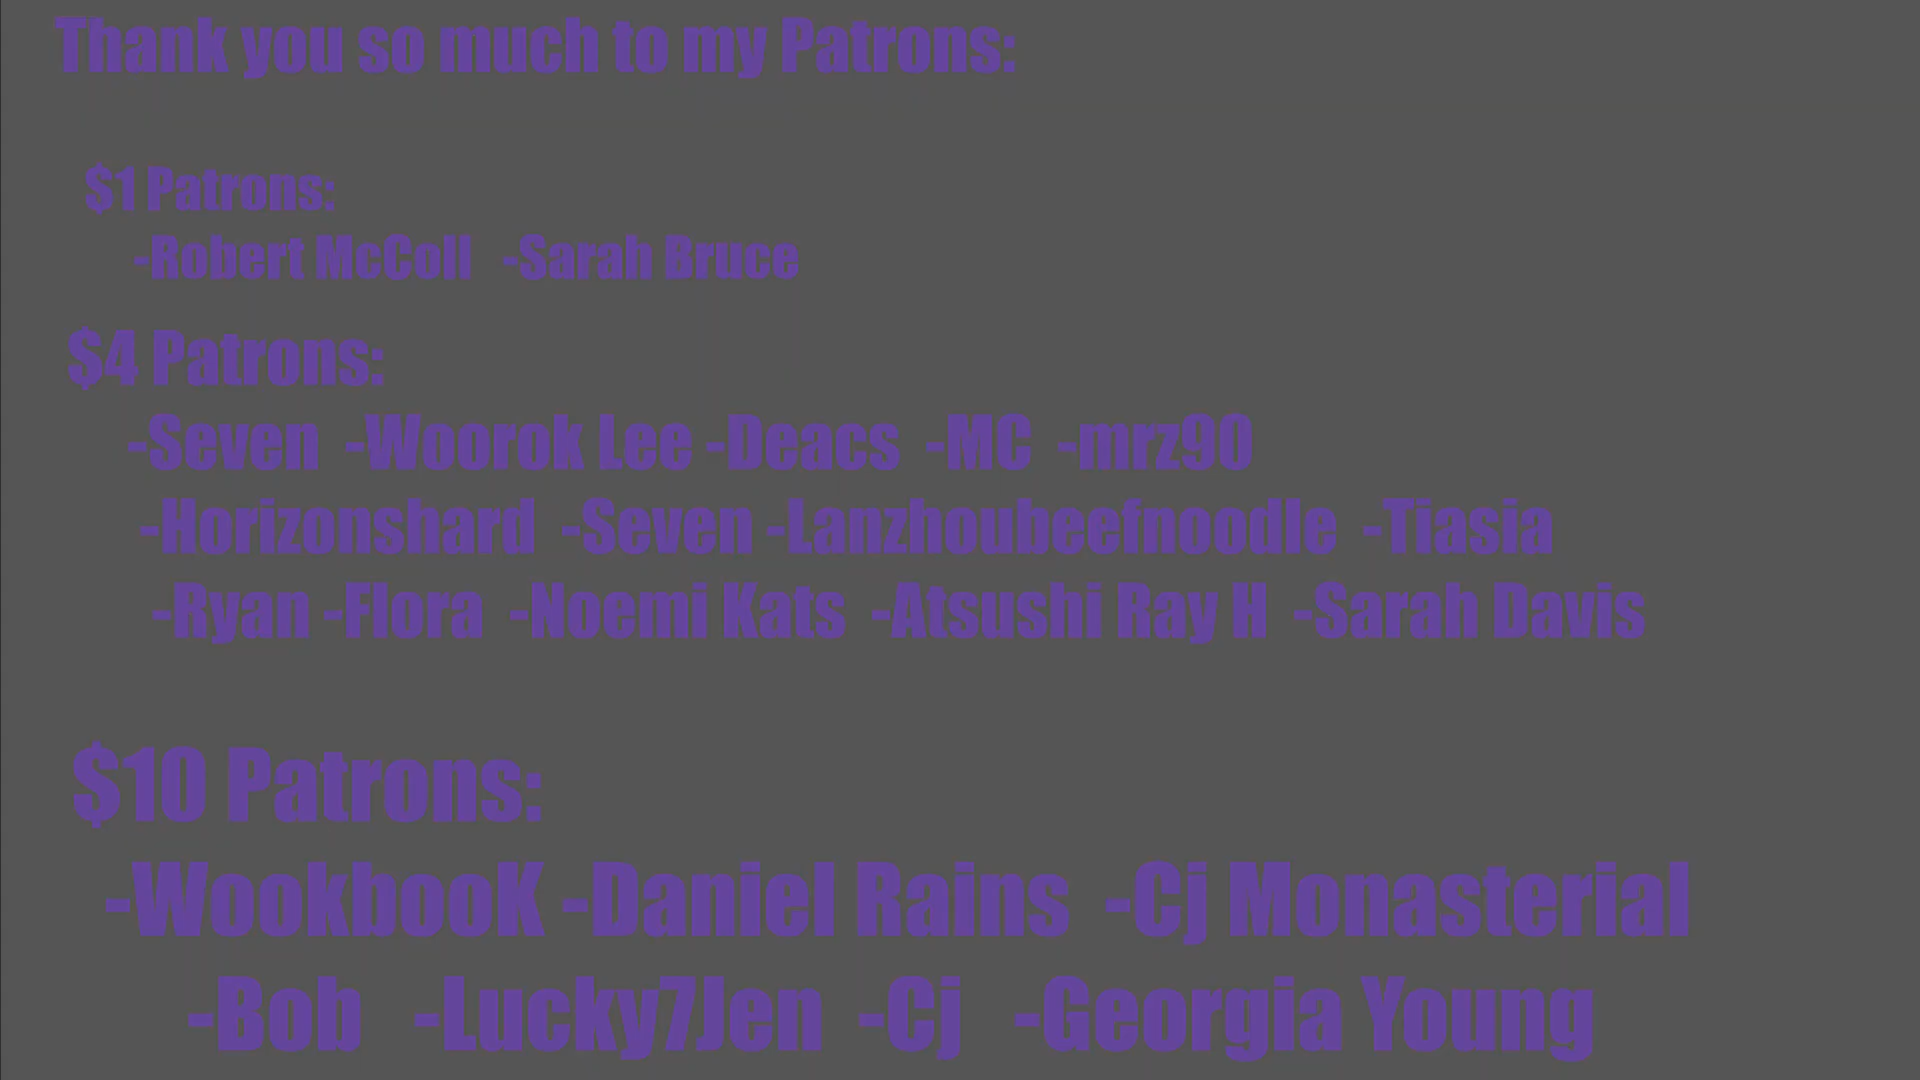 Thank you so much to my Patrons:
$1 Patrons:
-Robert McColl -Sarah Bruce
$4 Patrons:
-Seven -Woorok Lee -Deacs -MC -mrz90
-Horizonshard -Seven -Lanzhoubeefnoodle -Tiasia
-Ryan -Flora -Noemi Kats -Atsushi Ray H -Sarah Davis
$10 Patrons:
-WookbooK -Daniel Rains -Cj Monasterial
-Bob -Lucky7Jen -Cj -Georgia Young